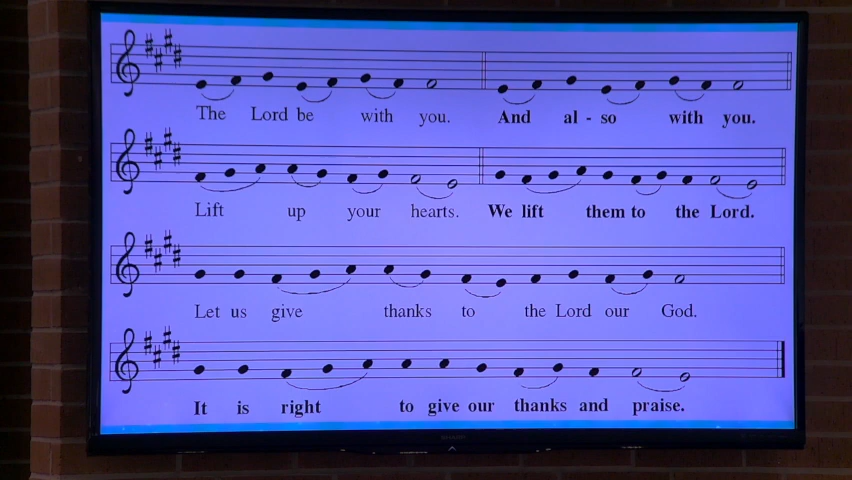 The Lord be with you. And al - so with you.
Lift up your hearts. We lift them to the Lord.
Let us give thanks to the Lord our God.
It is right to give our thanks and praise.
SHARP